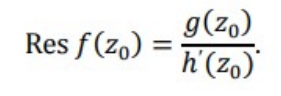 Res f(z₀) = g(z₀) / h′(z₀).